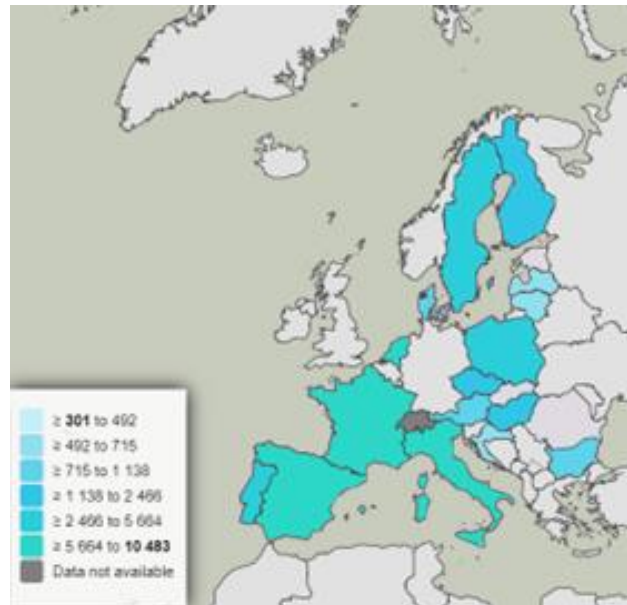 ≥ 301 to 492
≥ 492 to 715
≥ 715 to 1 138
≥ 1 138 to 2 466
≥ 2 466 to 5 664
≥ 5 664 to 10 483
Data not available